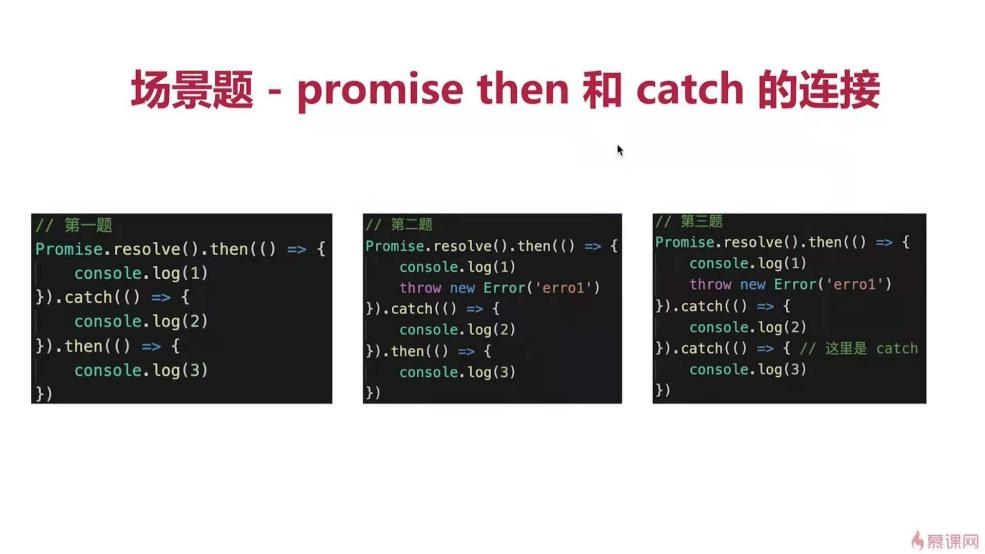 场景题 - promise then 和 catch 的连接
// 第一题
Promise.resolve().then(() => {
    console.log(1)
}).catch(() => {
    console.log(2)
}).then(() => {
    console.log(3)
})
// 第二题
Promise.resolve().then(() => {
    console.log(1)
    throw new Error('erro1')
}).catch(() => {
    console.log(2)
}).then(() => {
    console.log(3)
})
// 第三题
Promise.resolve().then(() => {
    console.log(1)
    throw new Error('erro1')
}).catch(() => {
    console.log(2)
}).catch(() => { // 这里是 catch
    console.log(3)
})
慕课网